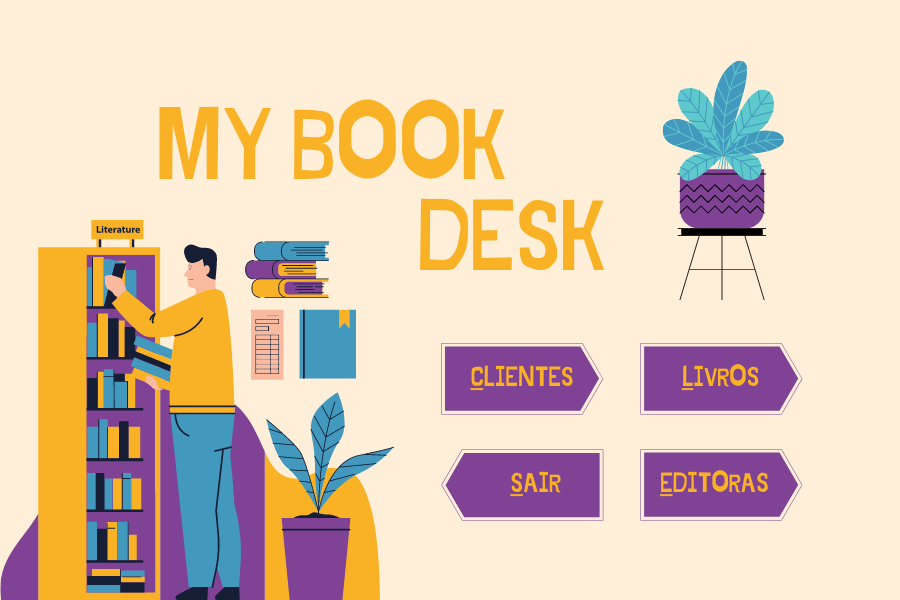 MY BOOK
DESK
Literature
CLIENTES
LIVROS
SAIR
EDITORAS